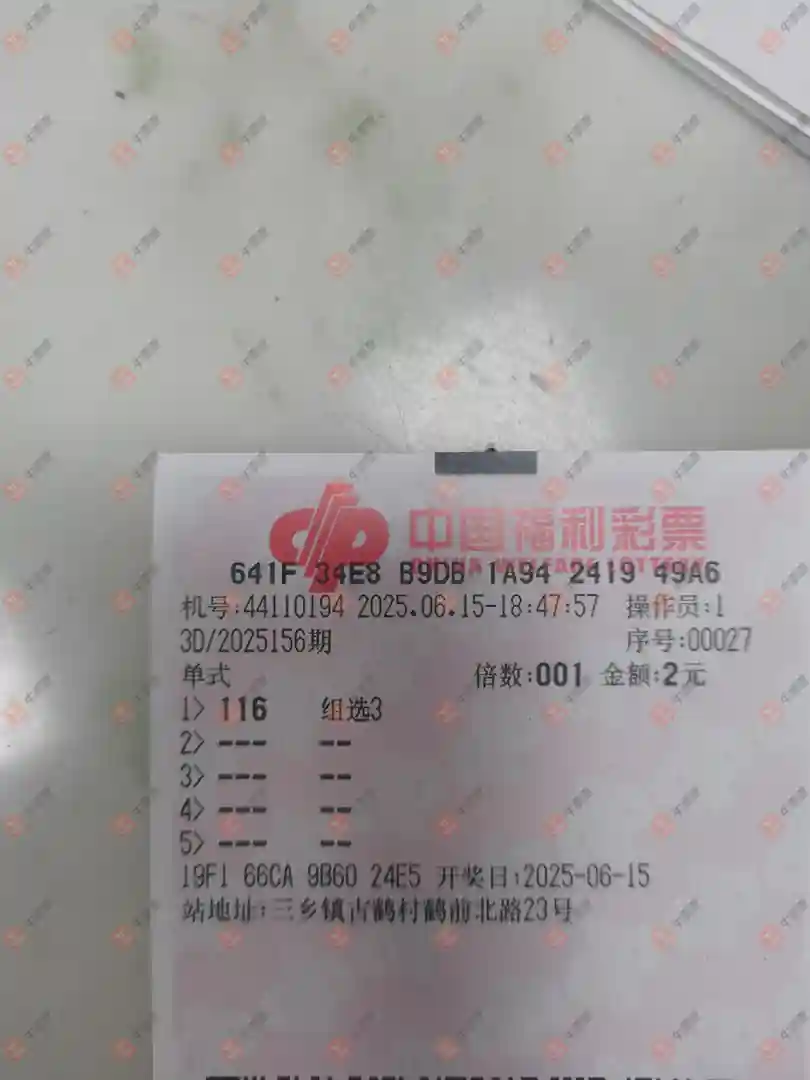 中国福利彩票
CHINA WELFARE LOTTERY
641F 34E8 B9DB 1A94 2419 49A6
机号:44110194 2025.06.15-18:47:57 操作员:1
3D/2025156期 序号:00027
单式 倍数:001 金额:2元
1> 116 组选3
2> --- --
3> --- --
4> --- --
5> --- --
19F1 66CA 9B60 24E5 开奖日:2025-06-15
站地址:三乡镇古鹤村鹤前北路23号